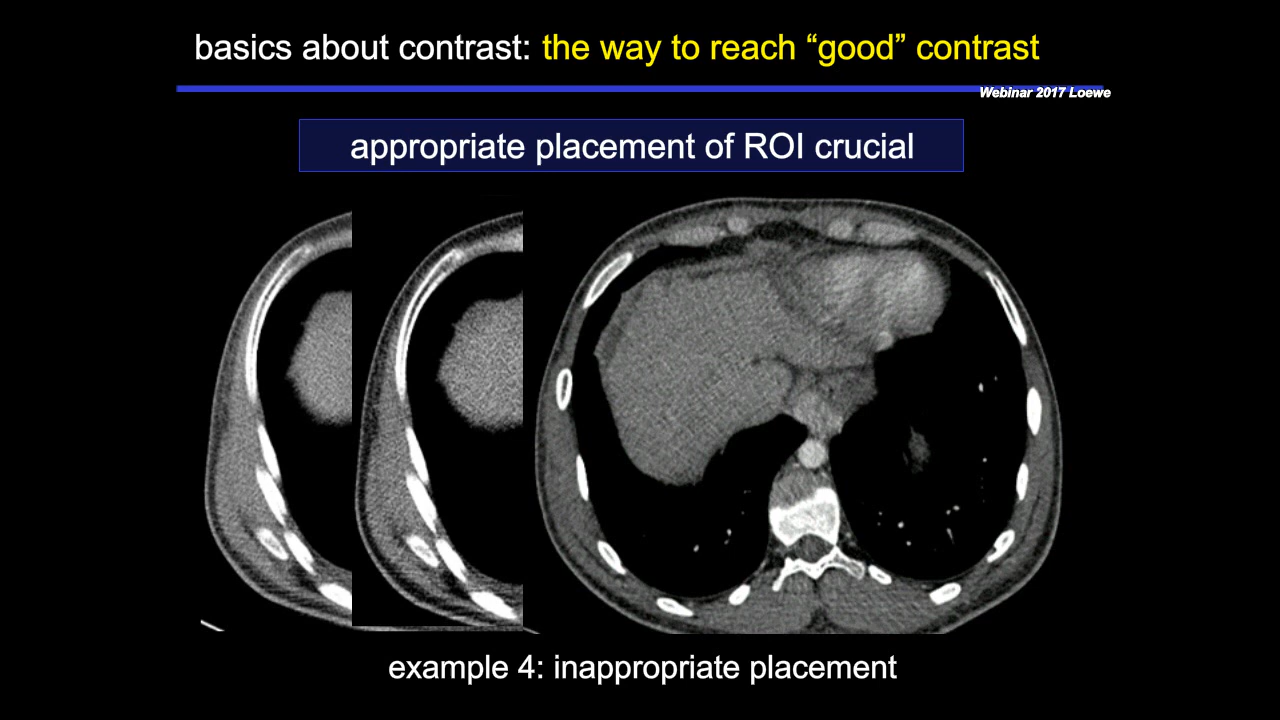 basics about contrast: the way to reach “good” contrast
Webinar 2017 Loewe
appropriate placement of ROI crucial
example 4: inappropriate placement